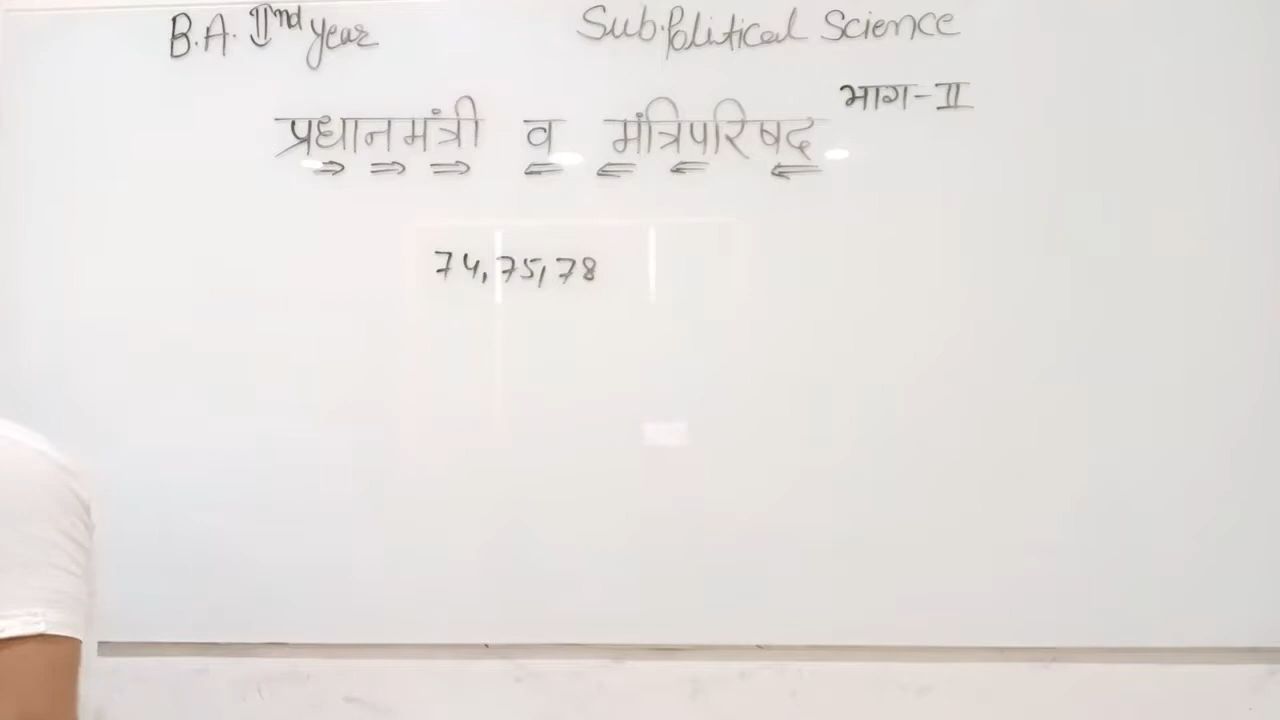 B.A. IInd year
Sub. Political Science
प्रधानमंत्री व मंत्रिपरिषद भाग-II
74, 75, 78